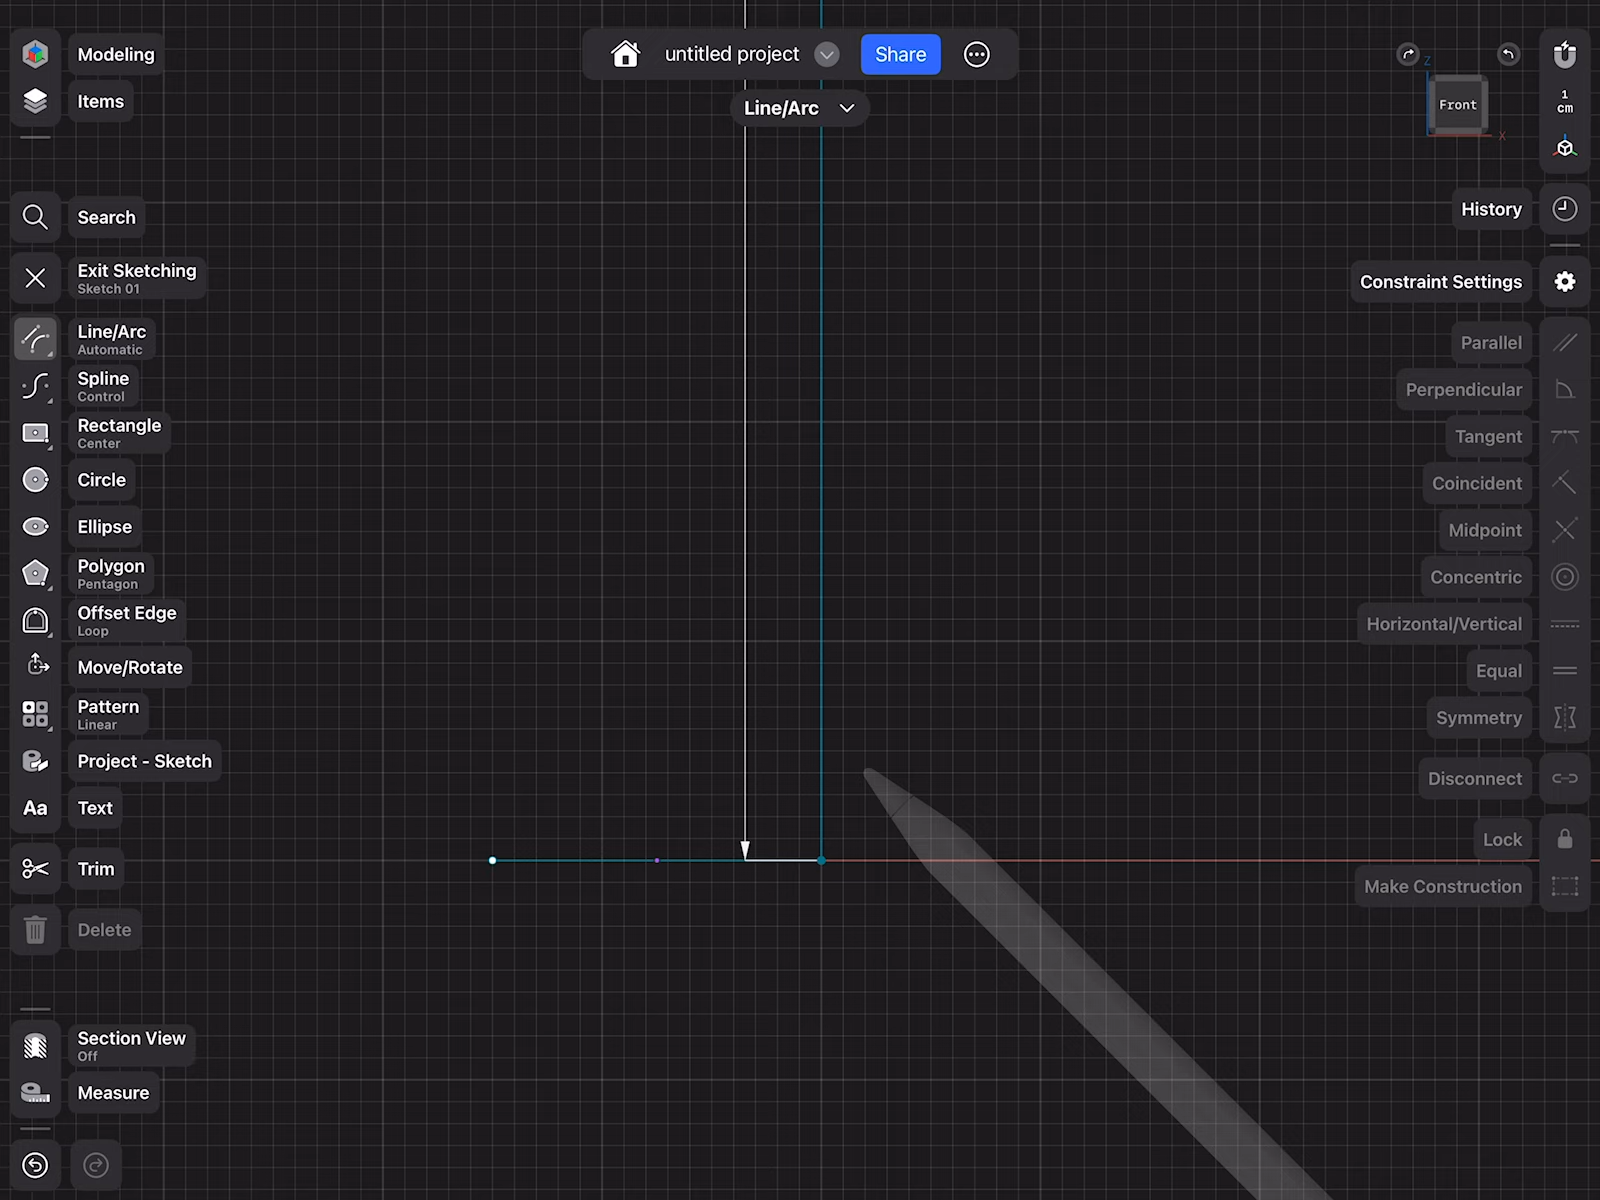 Modeling
Items
untitled project
Share
Line/Arc
Z
Front
X
1
cm
Search
Exit Sketching
Sketch 01
Line/Arc
Automatic
Spline
Control
Rectangle
Center
Circle
Ellipse
Polygon
Pentagon
Offset Edge
Loop
Move/Rotate
Pattern
Linear
Project - Sketch
Aa
Text
Trim
Delete
Section View
Off
Measure
History
Constraint Settings
Parallel
Perpendicular
Tangent
Coincident
Midpoint
Concentric
Horizontal/Vertical
Equal
Symmetry
Disconnect
Lock
Make Construction